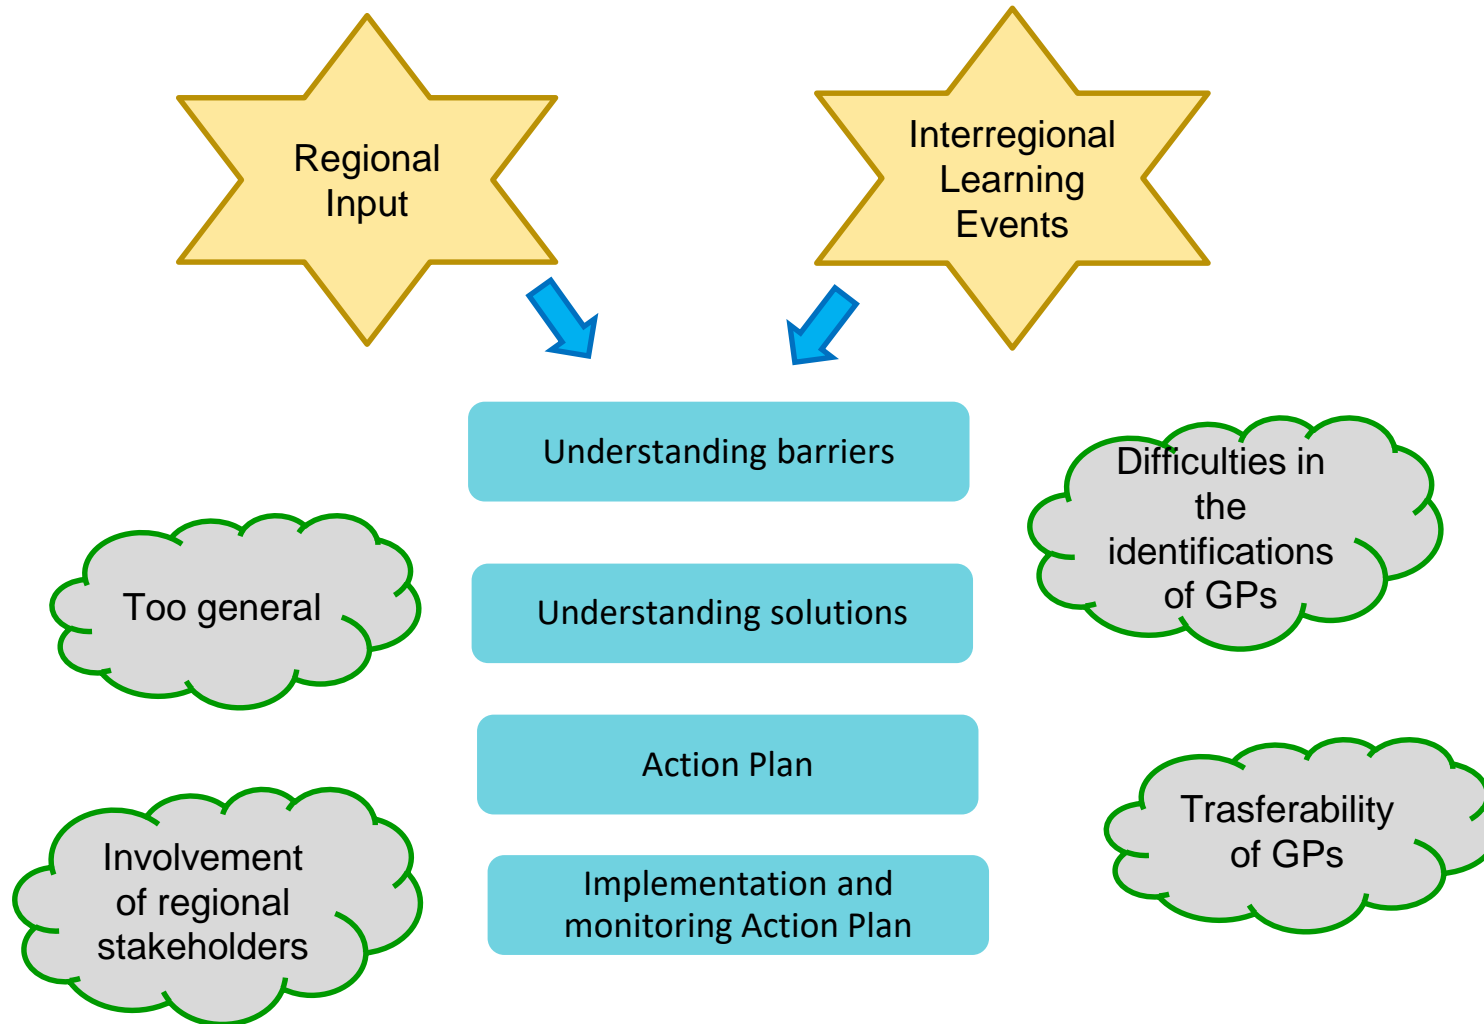 Regional
Input
Interregional
Learning
Events
Understanding barriers
Difficulties in
the
identifications
of GPs
Too general
Understanding solutions
Action Plan
Trasferability
of GPs
Involvement
of regional
stakeholders
Implementation and
monitoring Action Plan